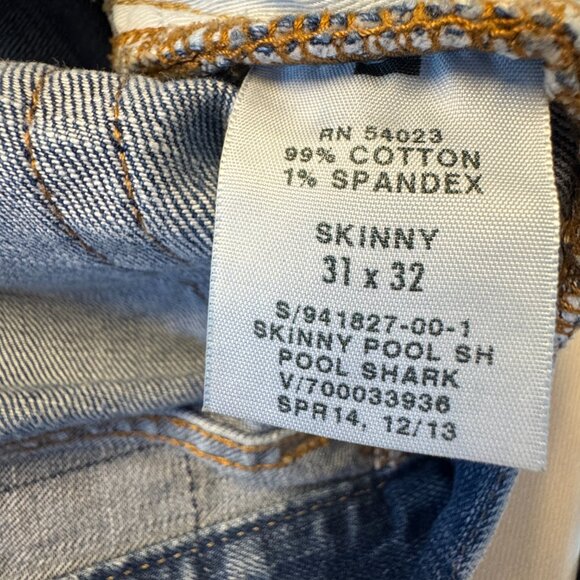 RN 54023
99% COTTON
1% SPANDEX
SKINNY
31 x 32
S/941827-00-1
SKINNY POOL SH
POOL SHARK
V/700033936
SPR14, 12/13